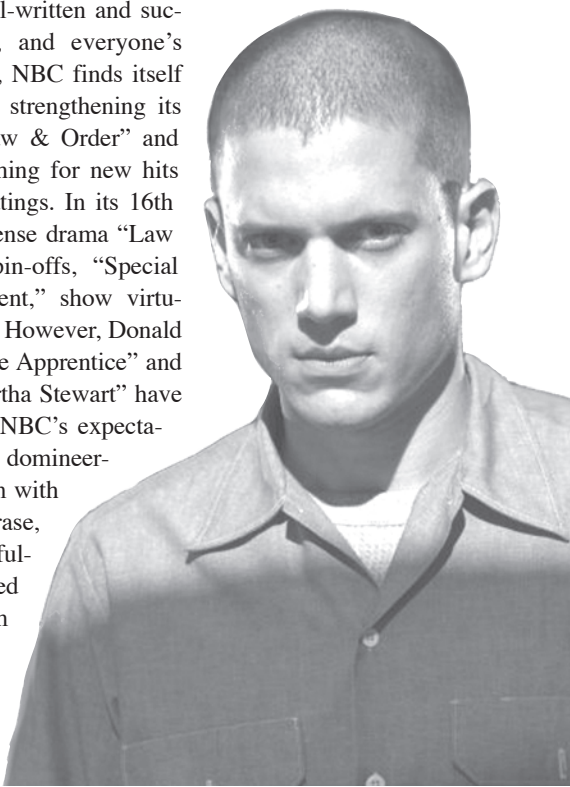 l-written and suc-
, and everyone’s
, NBC finds itself
strengthening its
w & Order” and
ning for new hits
tings. In its 16th
ense drama “Law
pin-offs, “Special
ent,” show virtu-
However, Donald
e Apprentice” and
rtha Stewart” have
NBC’s expecta-
domineer-
n with
rase,
ful-
ed
n